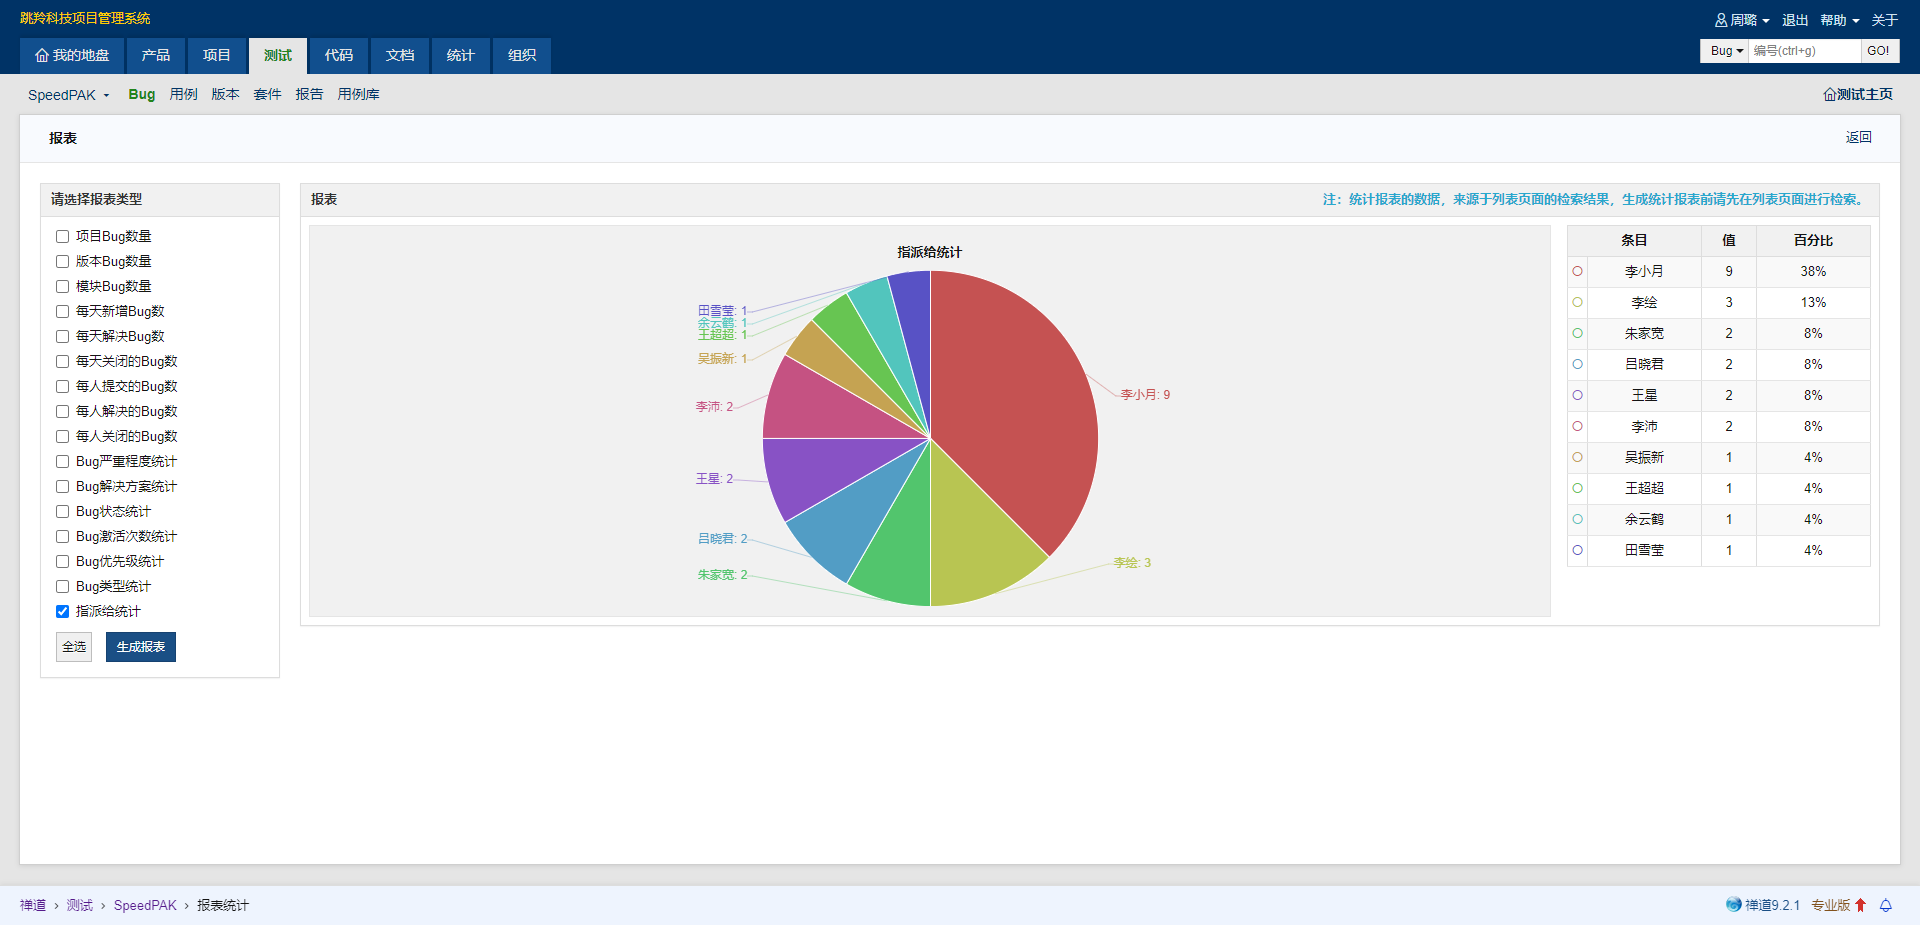 跳羚科技项目管理系统
周璐 退出 帮助 关于
我的地盘 产品 项目 测试 代码 文档 统计 组织
Bug 编号(ctrl+g) GO!
SpeedPAK Bug 用例 版本 套件 报告 用例库
测试主页
报表
返回
请选择报表类型
项目Bug数量
版本Bug数量
模块Bug数量
每天新增Bug数
每天解决Bug数
每天关闭的Bug数
每人提交的Bug数
每人解决的Bug数
每人关闭的Bug数
Bug严重程度统计
Bug解决方案统计
Bug状态统计
Bug激活次数统计
Bug优先级统计
Bug类型统计
指派给统计
全选 生成报表
报表
注：统计报表的数据，来源于列表页面的检索结果，生成统计报表前请先在列表页面进行检索。
指派给统计
田雪莹: 1
余云鹤: 1
王超超: 1
吴振新: 1
李沛: 2
王星: 2
吕晓君: 2
朱家宽: 2
李小月: 9
李绘: 3
条目 值 百分比
李小月 9 38%
李绘 3 13%
朱家宽 2 8%
吕晓君 2 8%
王星 2 8%
李沛 2 8%
吴振新 1 4%
王超超 1 4%
余云鹤 1 4%
田雪莹 1 4%
禅道 › 测试 › SpeedPAK › 报表统计
禅道9.2.1 专业版